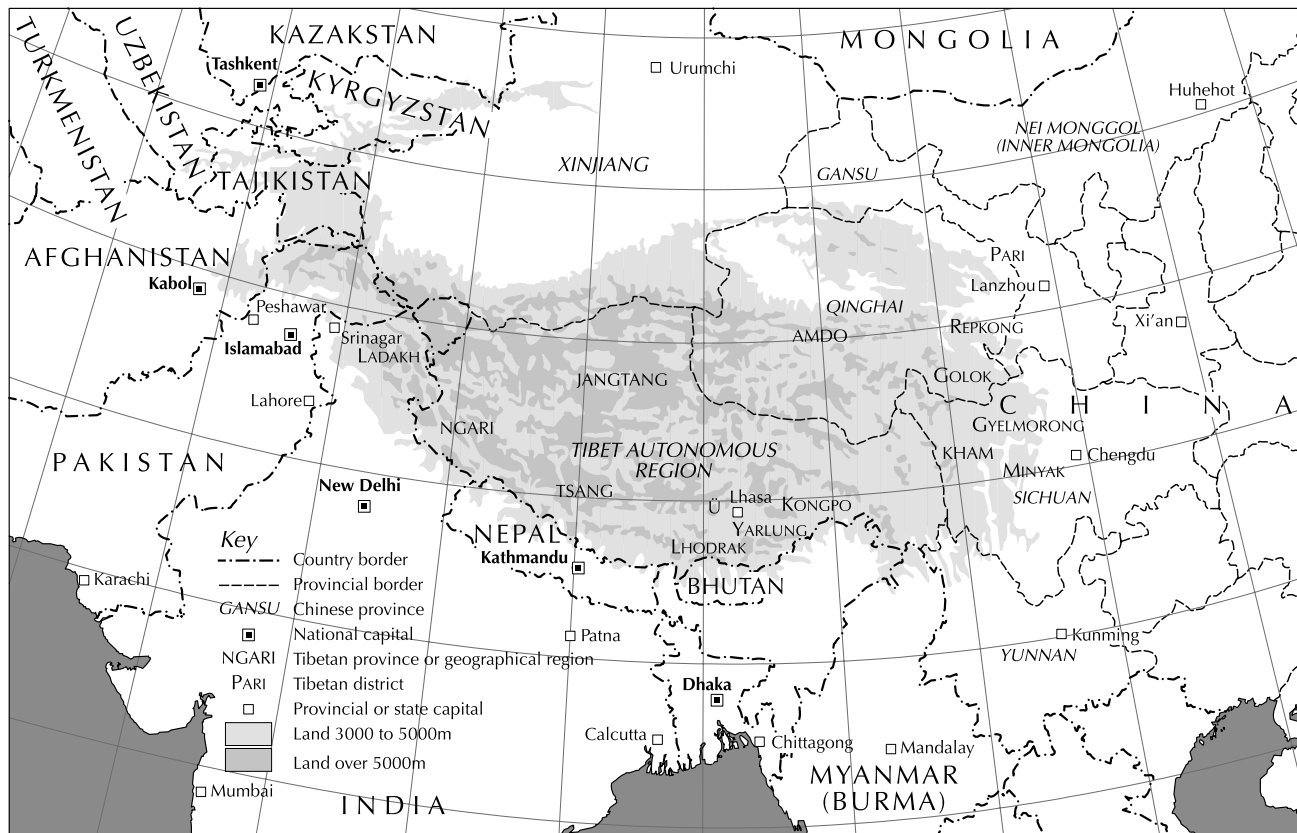 KAZAKSTAN
MONGOLIA
TURKMENISTAN
UZBEKISTAN
Tashkent
KYRGYZSTAN
Urumchi
Huhehot
NEI MONGGOL
(INNER MONGOLIA)
XINJIANG
GANSU
TAJIKISTAN
AFGHANISTAN
Kabol
PARI
Lanzhou
Peshawar
QINGHAI
Srinagar
Islamabad
LADAKH
AMDO
REPKONG
Xi'an
JANGTANG
GOLOK
Lahore
CHINA
NGARI
GYELMORONG
PAKISTAN
TIBET AUTONOMOUS
REGION
KHAM
Chengdu
MINYAK
New Delhi
TSANG
Lhasa
SICHUAN
Ü
KONGPO
NEPAL
YARLUNG
Kathmandu
LHODRAK
BHUTAN
Karachi
Key
Country border
Provincial border
GANSU Chinese province
National capital
NGARI Tibetan province or geographical region
PARI Tibetan district
Provincial or state capital
Land 3000 to 5000m
Land over 5000m
Patna
Kunming
YUNNAN
Dhaka
Calcutta
Chittagong
Mandalay
MYANMAR
(BURMA)
Mumbai
INDIA